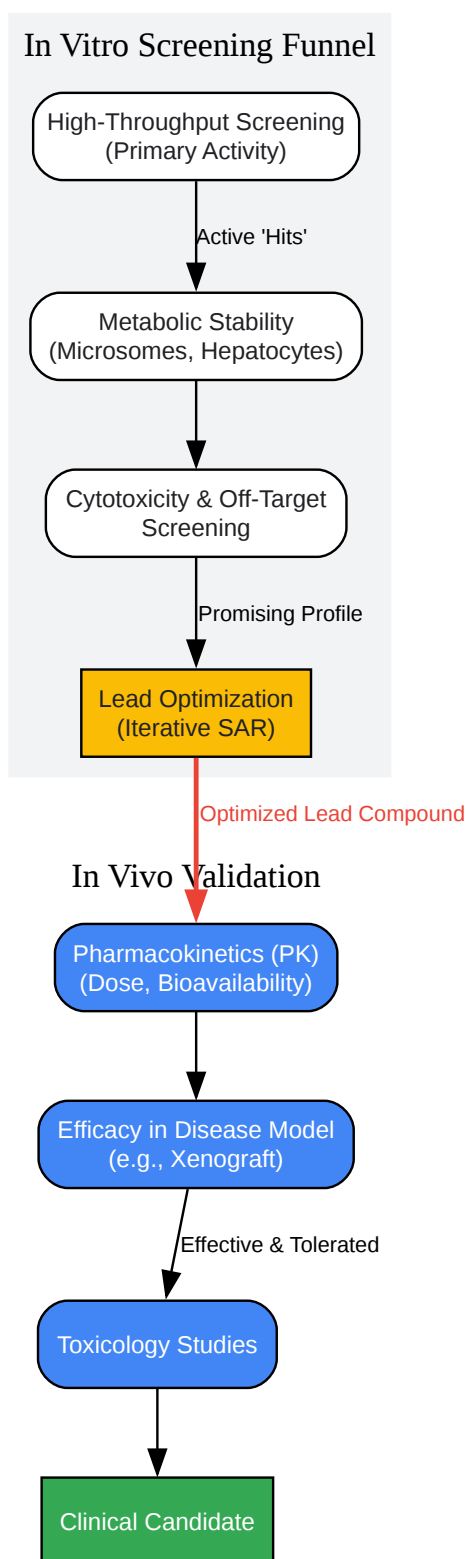 In Vitro Screening Funnel
High-Throughput Screening
(Primary Activity)
Active 'Hits'
Metabolic Stability
(Microsomes, Hepatocytes)
Cytotoxicity & Off-Target
Screening
Promising Profile
Lead Optimization
(Iterative SAR)
Optimized Lead Compound
In Vivo Validation
Pharmacokinetics (PK)
(Dose, Bioavailability)
Efficacy in Disease Model
(e.g., Xenograft)
Effective & Tolerated
Toxicology Studies
Clinical Candidate